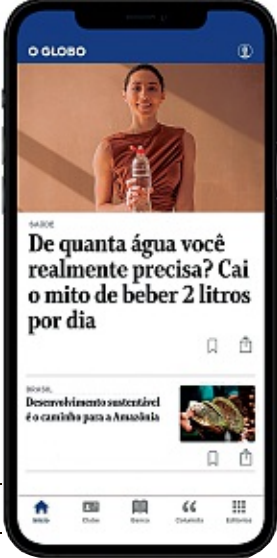 O GLOBO
SAÚDE
De quanta água você
realmente precisa? Cai
o mito de beber 2 litros
por dia
BRASIL
Desenvolvimento sustentável
é o caminho para a Amazônia
Início
Clube
Banca
Colunista
Editorias